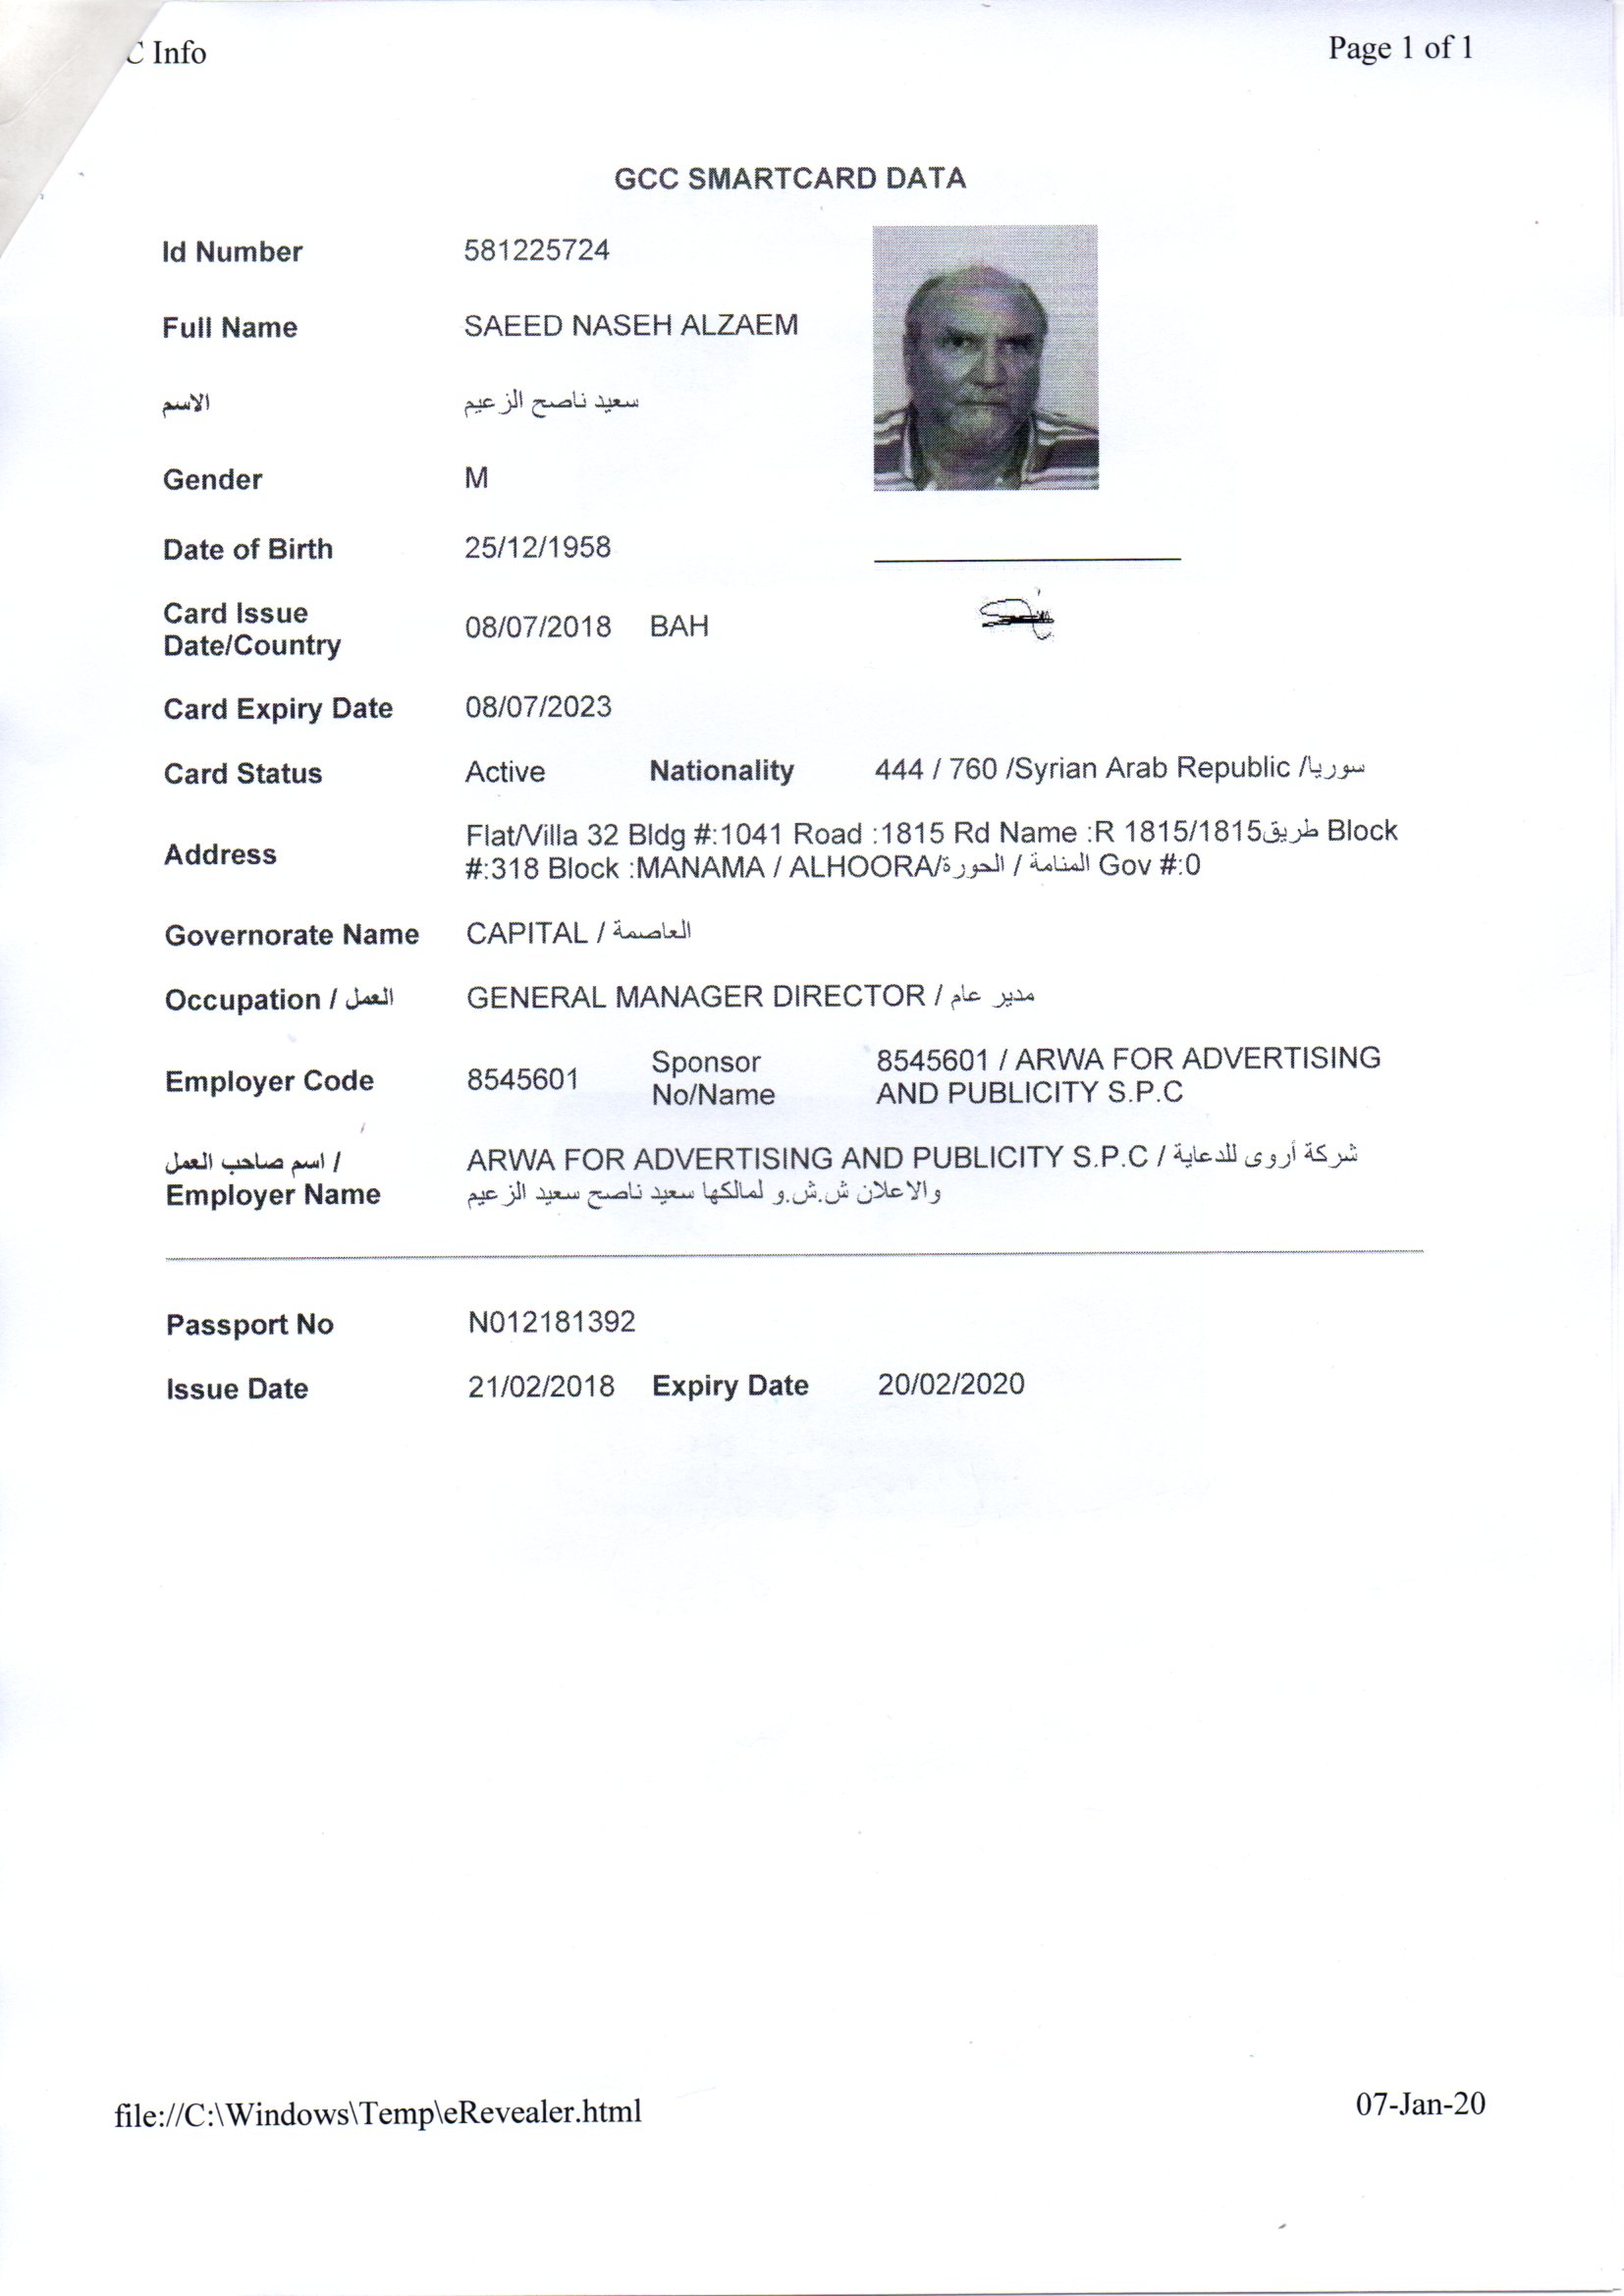 C Info
Page 1 of 1
GCC SMARTCARD DATA
Id Number 581225724
Full Name SAEED NASEH ALZAEM
الاسم سعيد ناصح الزعيم
Gender M
Date of Birth 25/12/1958
Card Issue
Date/Country 08/07/2018 BAH
Card Expiry Date 08/07/2023
Card Status Active Nationality 444 / 760 /Syrian Arab Republic /سوريا
Address Flat/Villa 32 Bldg #:1041 Road :1815 Rd Name :R 1815/1815طريق Block
#:318 Block :MANAMA / ALHOORA/المنامة / الحورة Gov #:0
Governorate Name CAPITAL / العاصمة
Occupation / العمل GENERAL MANAGER DIRECTOR / مدير عام
Employer Code 8545601 Sponsor No/Name 8545601 / ARWA FOR ADVERTISING
AND PUBLICITY S.P.C
اسم صاحب العمل / ARWA FOR ADVERTISING AND PUBLICITY S.P.C / شركة أروى للدعاية
Employer Name والاعلان ش.ش.و لمالكها سعيد ناصح سعيد الزعيم
Passport No N012181392
Issue Date 21/02/2018 Expiry Date 20/02/2020
file://C:\Windows\Temp\eRevealer.html
07-Jan-20